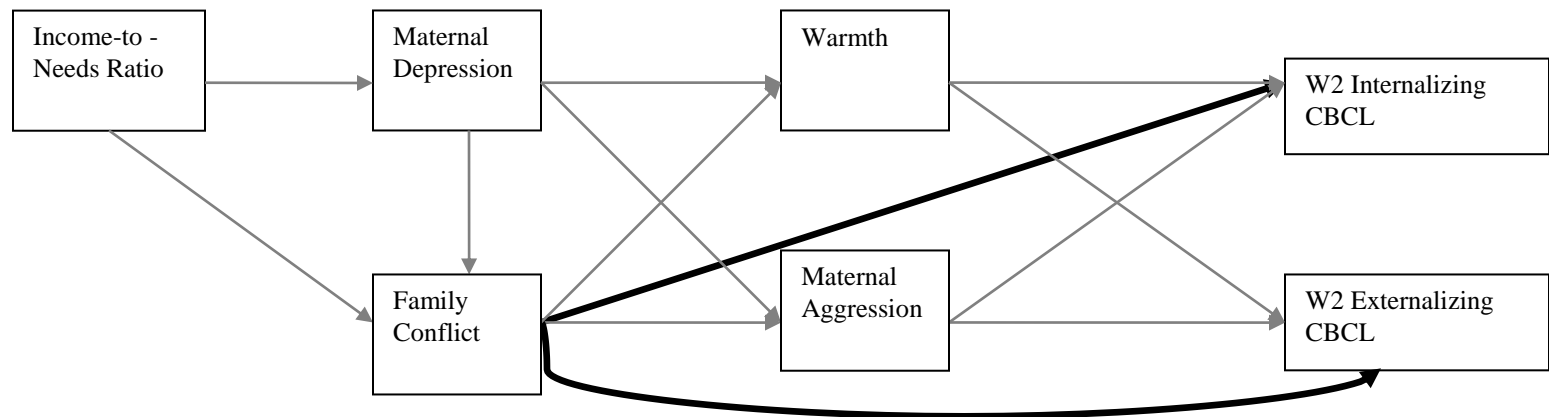 Income-to -
Needs Ratio
Maternal
Depression
Warmth
W2 Internalizing
CBCL
Family
Conflict
Maternal
Aggression
W2 Externalizing
CBCL